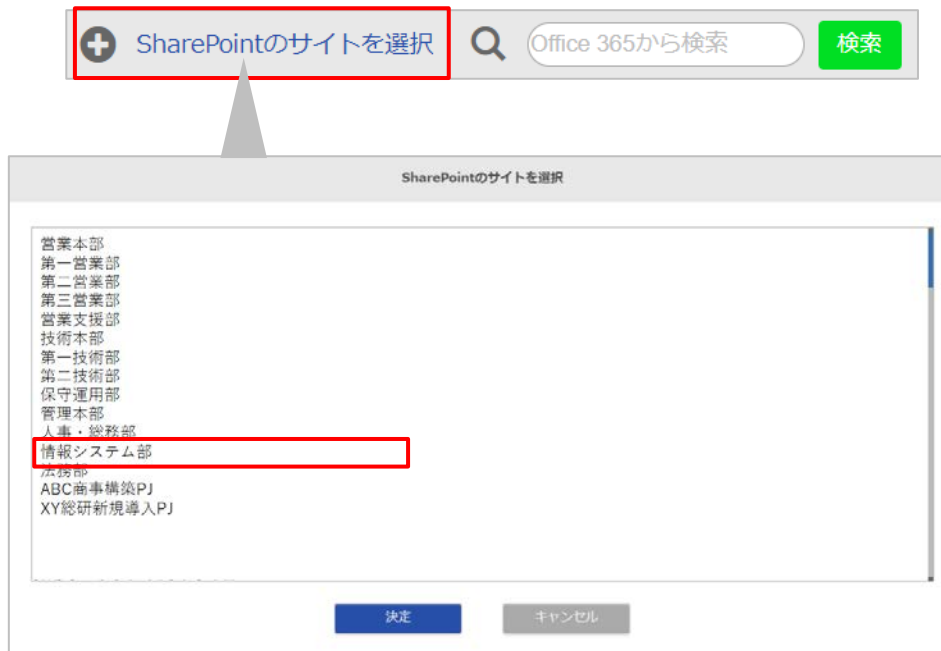 SharePointのサイトを選択 Office 365から検索 検索
SharePointのサイトを選択
営業本部
第一営業部
第二営業部
第三営業部
営業支援部
技術本部
第一技術部
第二技術部
保守運用部
管理本部
人事・総務部
情報システム部
法務部
ABC商事構築PJ
XY総研新規導入PJ
決定 キャンセル